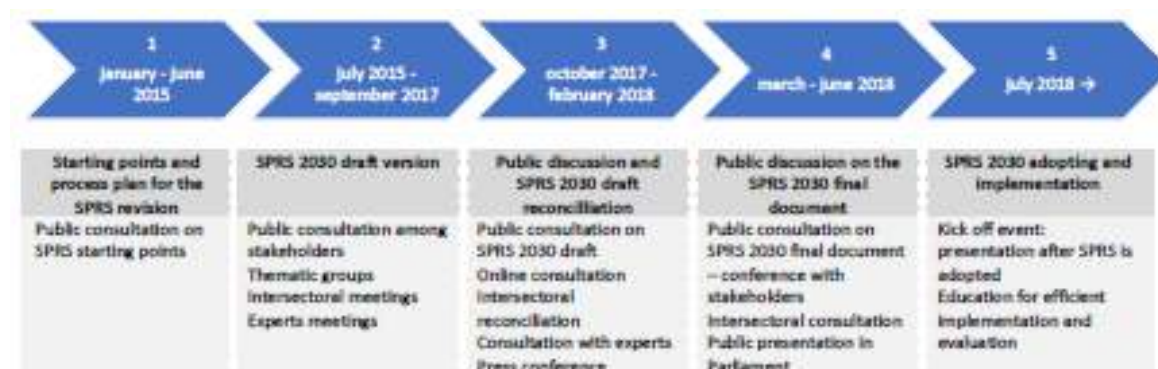 1
january - june
2015
2
july 2015 -
september 2017
3
october 2017 -
february 2018
4
march - june 2018
5
july 2018 →
Starting points and
process plan for the
SPRS revision
Public consultation on
SPRS starting points
SPRS 2030 draft version
Public consultation among
stakeholders
Thematic groups
Intersectoral meetings
Experts meetings
Public discussion and
SPRS 2030 draft
reconcilliation
Public consultation on
SPRS 2030 draft
Online consultation
Intersectoral
reconciliation
Consultation with experts
Press conference
Public discussion on the
SPRS 2030 final
document
Public consultation on
SPRS 2030 final document
– conference with
stakeholders
Intersectoral consultation
Public presentation in
Parliament
SPRS 2030 adopting and
implementation
Kick off event:
presentation after SPRS is
adopted
Education for efficient
implementation and
evaluation